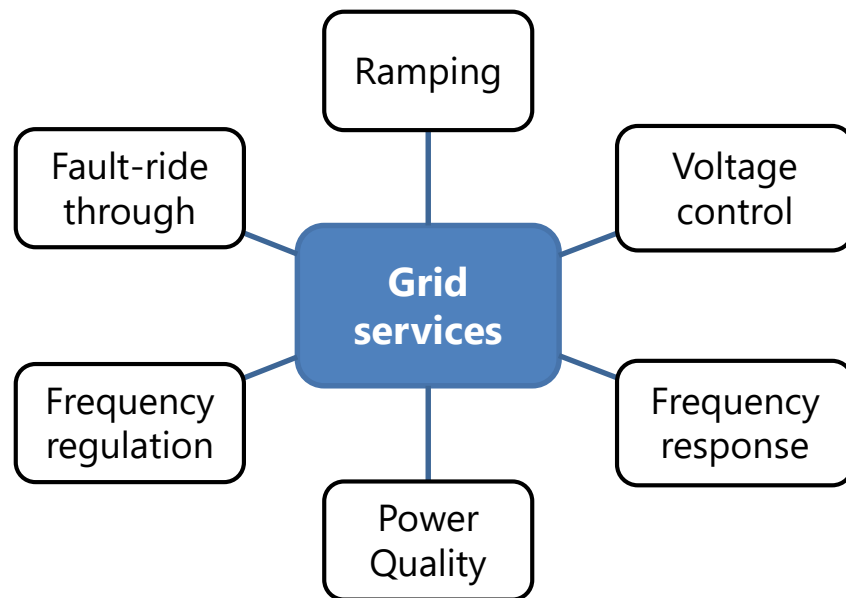 Ramping
Fault-ride
through
Voltage
control
Grid
services
Frequency
regulation
Frequency
response
Power
Quality